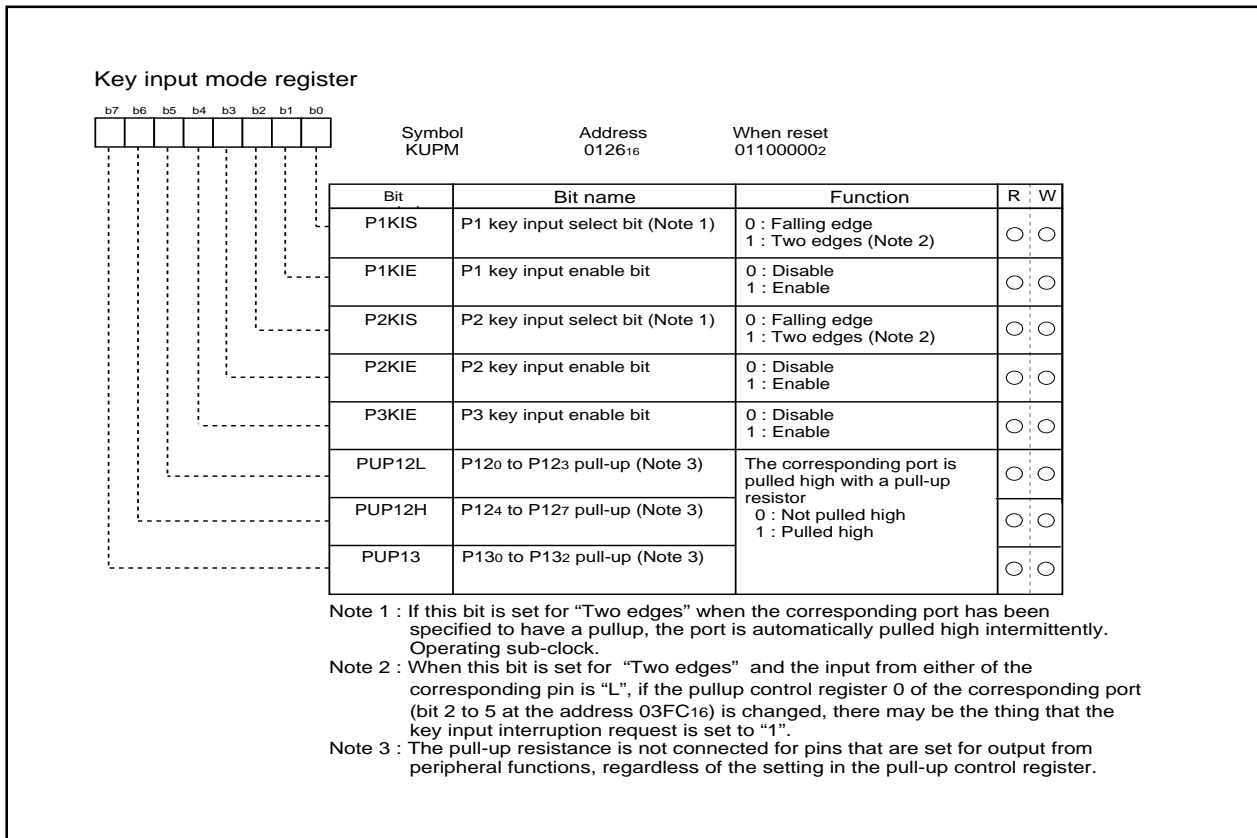 Key input mode register
b7 b6 b5 b4 b3 b2 b1 b0
Symbol Address When reset
KUPM 012616 011000002
Bit Bit name Function R W
P1KIS P1 key input select bit (Note 1) 0 : Falling edge
1 : Two edges (Note 2)
P1KIE P1 key input enable bit 0 : Disable
1 : Enable
P2KIS P2 key input select bit (Note 1) 0 : Falling edge
1 : Two edges (Note 2)
P2KIE P2 key input enable bit 0 : Disable
1 : Enable
P3KIE P3 key input enable bit 0 : Disable
1 : Enable
PUP12L P120 to P123 pull-up (Note 3) The corresponding port is
pulled high with a pull-up
resistor
PUP12H P124 to P127 pull-up (Note 3) 0 : Not pulled high
1 : Pulled high
PUP13 P130 to P132 pull-up (Note 3)
Note 1 : If this bit is set for “Two edges” when the corresponding port has been
specified to have a pullup, the port is automatically pulled high intermittently.
Operating sub-clock.
Note 2 : When this bit is set for “Two edges” and the input from either of the
corresponding pin is “L”, if the pullup control register 0 of the corresponding port
(bit 2 to 5 at the address 03FC16) is changed, there may be the thing that the
key input interruption request is set to “1”.
Note 3 : The pull-up resistance is not connected for pins that are set for output from
peripheral functions, regardless of the setting in the pull-up control register.